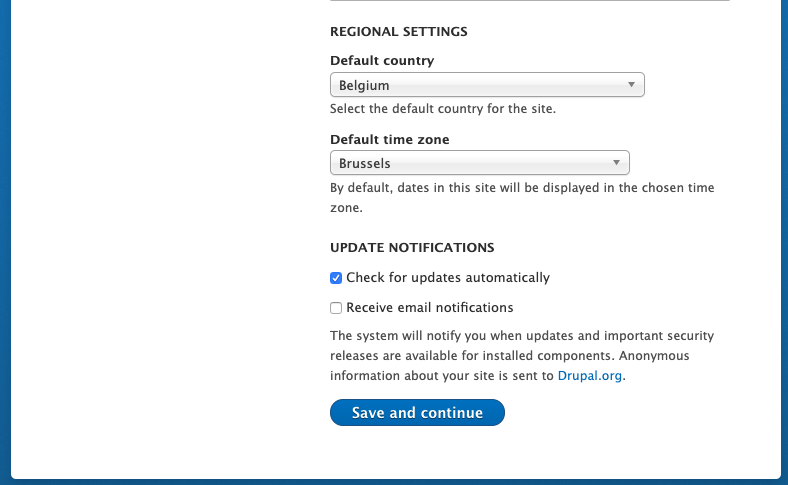 REGIONAL SETTINGS
Default country
Belgium
Select the default country for the site.
Default time zone
Brussels
By default, dates in this site will be displayed in the chosen time
zone.
UPDATE NOTIFICATIONS
Check for updates automatically
Receive email notifications
The system will notify you when updates and important security
releases are available for installed components. Anonymous
information about your site is sent to Drupal.org.
Save and continue